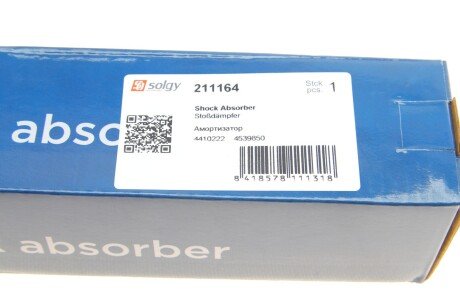 solgy 211164 Stck 1
pcs.
Shock Absorber
Stoßdämpfer
Амортизатор
4410222 4539850
8 418578 111318
absorber
absorber